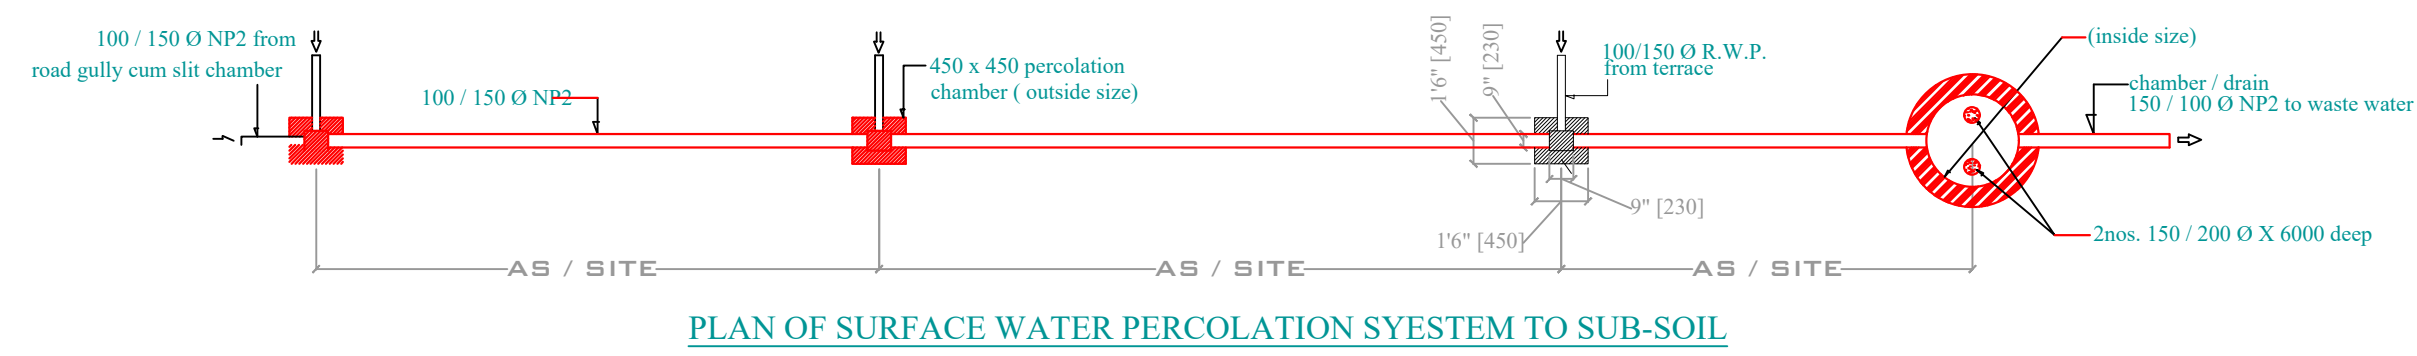 100 / 150 Ø NP2 from
road gully cum slit chamber
100 / 150 Ø NP2
450 x 450 percolation
chamber ( outside size)
1'6" [450]
9" [230]
100/150 Ø R.W.P.
from terrace
(inside size)
chamber / drain
150 / 100 Ø NP2 to waste water
9" [230]
1'6" [450]
2nos. 150 / 200 Ø X 6000 deep
AS / SITE
AS / SITE
AS / SITE
PLAN OF SURFACE WATER PERCOLATION SYESTEM TO SUB-SOIL